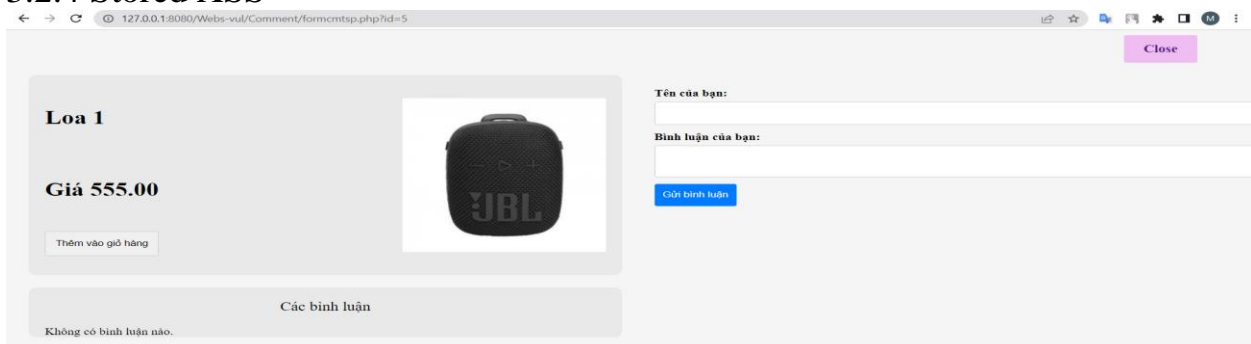 3.2.4 Stored XSS
127.0.0.1:8080/Webs-vul/Comment/formcmtsp.php?id=5
M
Close
Loa 1
Giá 555.00
Thêm vào giỏ hàng
JBL
Tên của bạn:
Bình luận của bạn:
Gửi bình luận
Các bình luận
Không có bình luận nào.